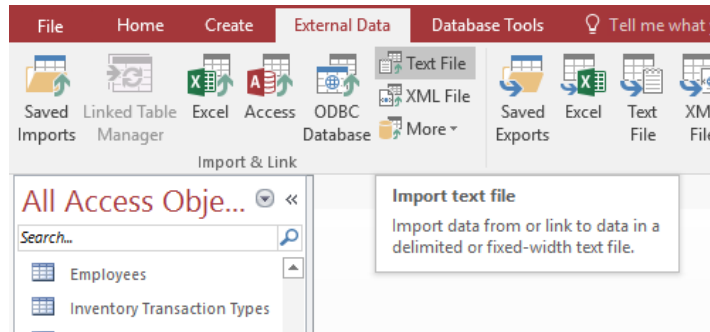 File Home Create External Data Database Tools Tell me what
Text File
XML File
More
Saved Imports
Linked Table Manager
Excel
Access
ODBC Database
Import & Link
Saved Exports
Excel
Text File
XM
File
All Access Obje... «
Search...
Employees
Inventory Transaction Types
Import text file
Import data from or link to data in a
delimited or fixed-width text file.